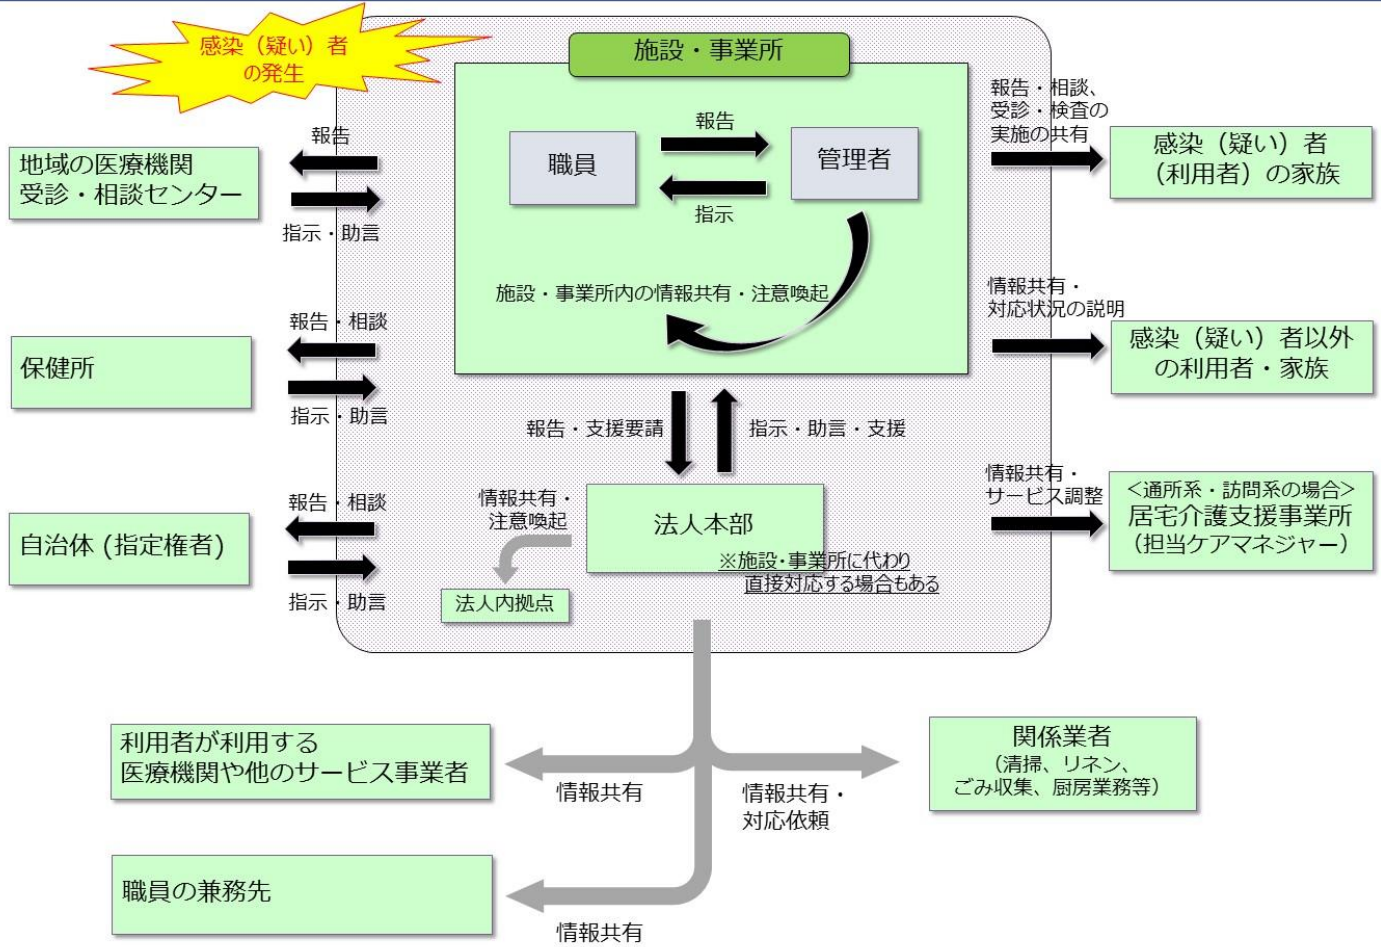 感染（疑い）者
の発生
施設・事業所
職員
報告
管理者
指示
施設・事業所内の情報共有・注意喚起
報告
地域の医療機関
受診・相談センター
指示・助言
報告・相談
保健所
指示・助言
報告・相談
自治体 (指定権者)
指示・助言
報告・相談、
受診・検査の
実施の共有
感染（疑い）者
（利用者）の家族
情報共有・
対応状況の説明
感染（疑い）者以外
の利用者・家族
情報共有・
サービス調整
＜通所系・訪問系の場合＞
居宅介護支援事業所
（担当ケアマネジャー）
報告・支援要請
指示・助言・支援
情報共有・
注意喚起
法人本部
※施設・事業所に代わり
直接対応する場合もある
法人内拠点
利用者が利用する
医療機関や他のサービス事業者
情報共有
情報共有・
対応依頼
関係業者
（清掃、リネン、
ごみ収集、厨房業務等）
職員の兼務先
情報共有